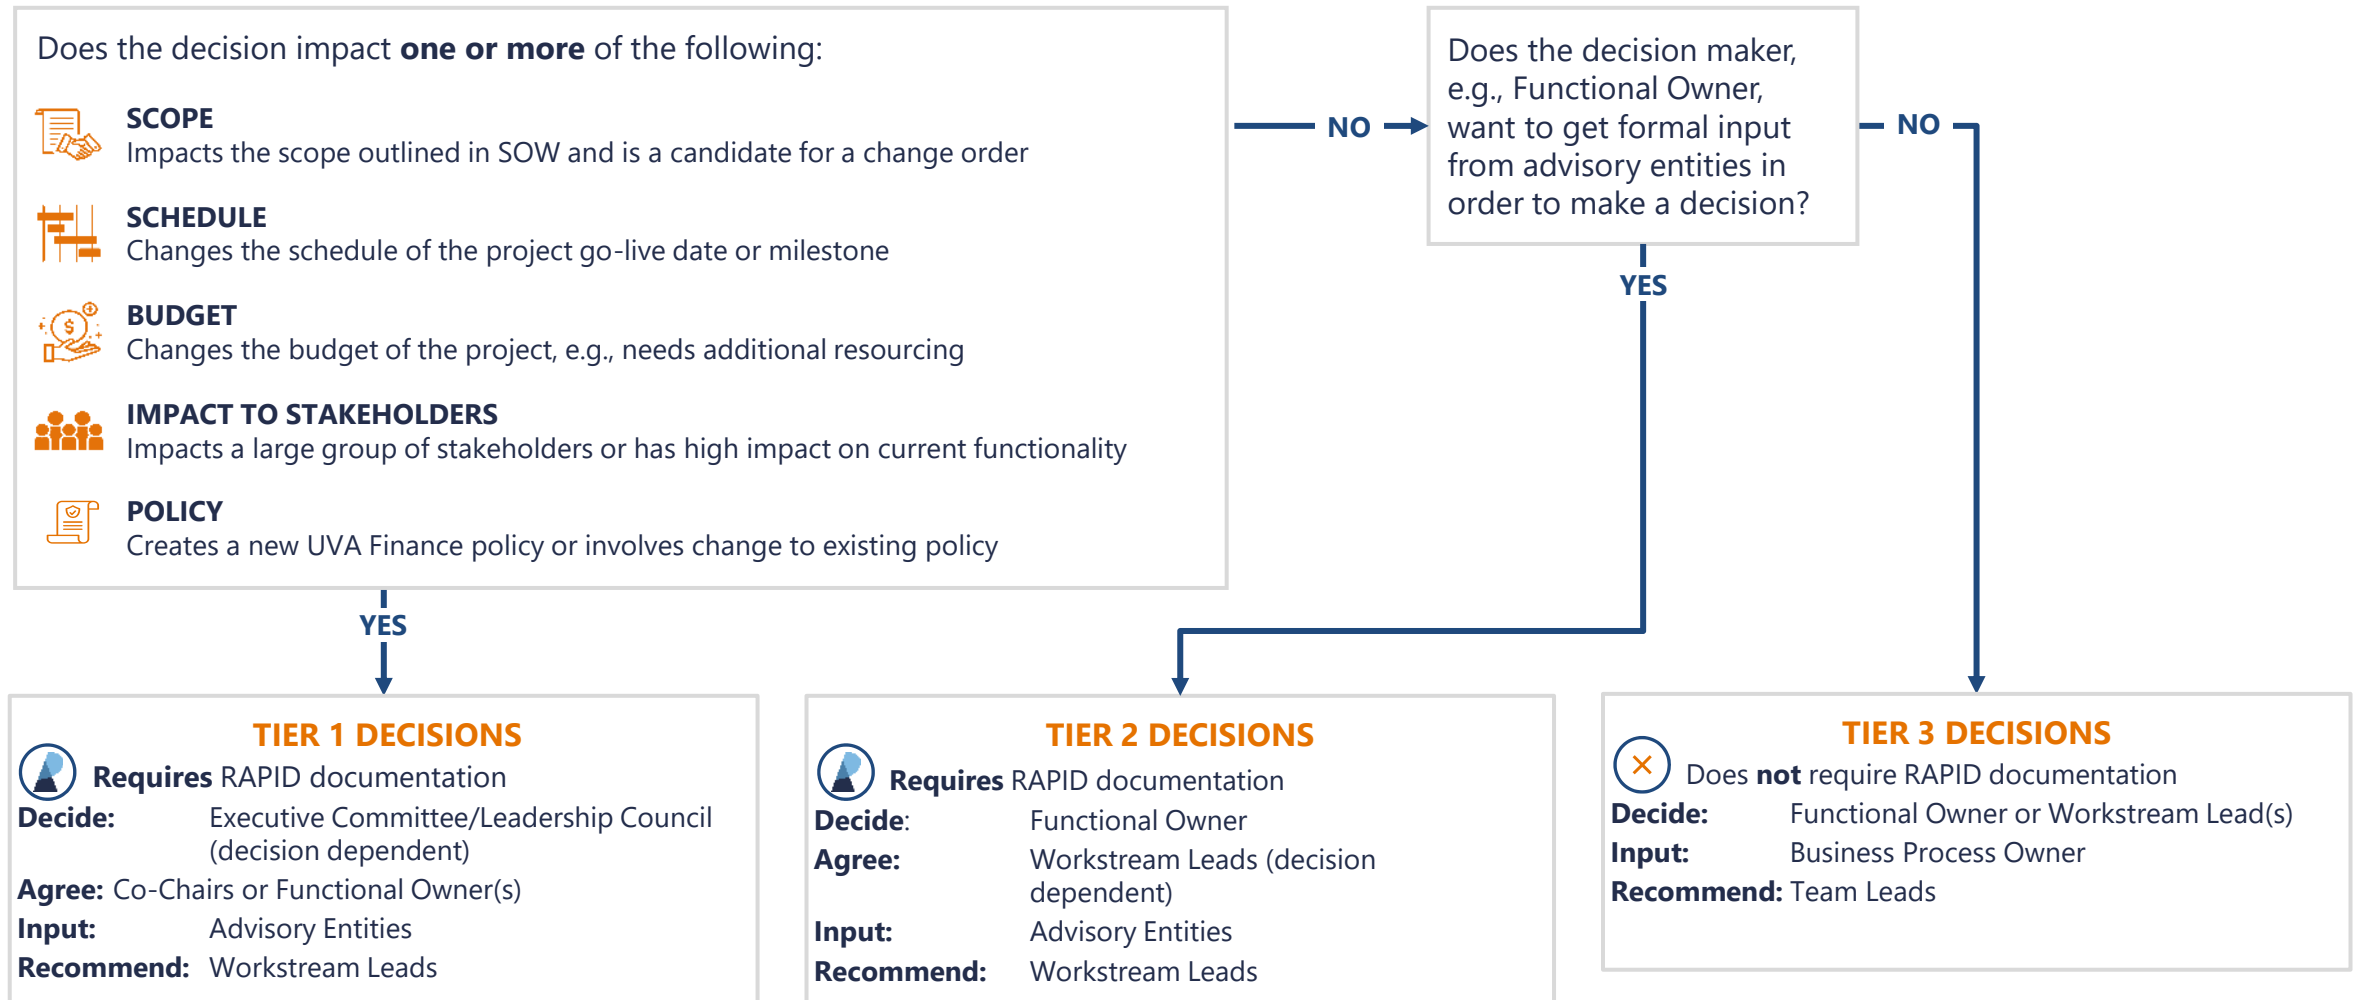 Does the decision impact one or more of the following:
SCOPE
Impacts the scope outlined in SOW and is a candidate for a change order
SCHEDULE
Changes the schedule of the project go-live date or milestone
BUDGET
Changes the budget of the project, e.g., needs additional resourcing
IMPACT TO STAKEHOLDERS
Impacts a large group of stakeholders or has high impact on current functionality
POLICY
Creates a new UVA Finance policy or involves change to existing policy
NO
Does the decision maker,
e.g., Functional Owner,
want to get formal input
from advisory entities in
order to make a decision?
NO
YES
YES
TIER 1 DECISIONS
Requires RAPID documentation
Decide: Executive Committee/Leadership Council
(decision dependent)
Agree: Co-Chairs or Functional Owner(s)
Input: Advisory Entities
Recommend: Workstream Leads
TIER 2 DECISIONS
Requires RAPID documentation
Decide: Functional Owner
Agree: Workstream Leads (decision
dependent)
Input: Advisory Entities
Recommend: Workstream Leads
TIER 3 DECISIONS
Does not require RAPID documentation
Decide: Functional Owner or Workstream Lead(s)
Input: Business Process Owner
Recommend: Team Leads